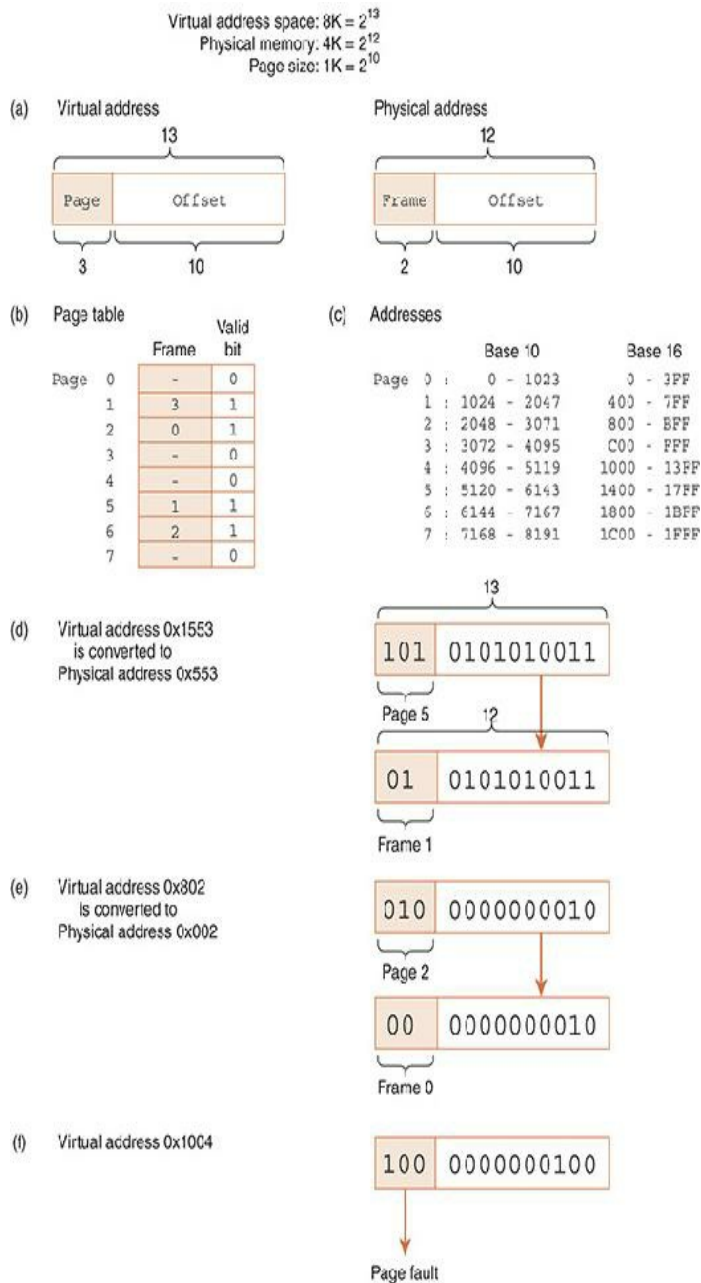 Virtual address space: 8K = 2^13
Physical memory: 4K = 2^12
Page size: 1K = 2^10
(a) Virtual address
13
Page Offset
3 10
Physical address
12
Frame Offset
2 10
(b) Page table
Frame Valid bit
Page 0 - 0
1 3 1
2 0 1
3 - 0
4 - 0
5 1 1
6 2 1
7 - 0
(c) Addresses
Base 10 Base 16
Page 0 : 0 - 1023 0 - 3FF
1 : 1024 - 2047 400 - 7FF
2 : 2048 - 3071 800 - BFF
3 : 3072 - 4095 C00 - FFF
4 : 4096 - 5119 1000 - 13FF
5 : 5120 - 6143 1400 - 17FF
6 : 6144 - 7167 1800 - 1BFF
7 : 7168 - 8191 1C00 - 1FFF
(d) Virtual address 0x1553
is converted to
Physical address 0x553
13
101 0101010011
Page 5
12
01 0101010011
Frame 1
(e) Virtual address 0x802
is converted to
Physical address 0x002
010 0000000010
Page 2
00 0000000010
Frame 0
(f) Virtual address 0x1004
100 0000000100
Page fault